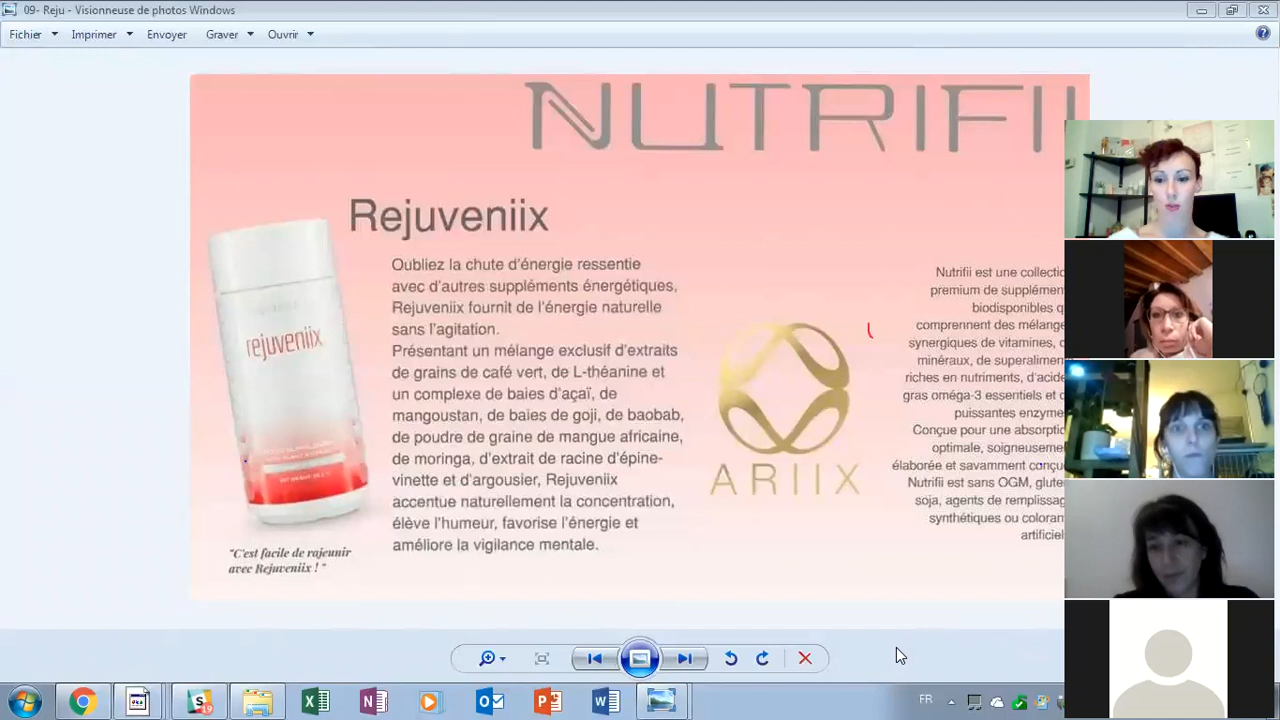 09- Reju - Visionneuse de photos Windows
Fichier Imprimer Envoyer Graver Ouvrir
NUTRIFII
Rejuveniix
Oubliez la chute d'énergie ressentie
avec d'autres suppléments énergétiques,
Rejuveniix fournit de l'énergie naturelle
sans l'agitation.
Présentant un mélange exclusif d'extraits
de grains de café vert, de L-théanine et
un complexe de baies d'açaï, de
mangoustan, de baies de goji, de baobab,
de poudre de graine de mangue africaine,
de moringa, d'extrait de racine d'épine-
vinette et d'argousier, Rejuveniix
accentue naturellement la concentration,
élève l'humeur, favorise l'énergie et
améliore la vigilance mentale.
rejuveniix
"C'est facile de rajeunir
avec Rejuveniix ! "
ARIIX
Nutrifii est une collectio
premium de supplément
biodisponibles q
comprennent des mélange
synergiques de vitamines, d
minéraux, de superaliment
riches en nutriments, d'acide
gras oméga-3 essentiels et d
puissantes enzyme
Conçue pour une absorptio
optimale, soigneuseme
élaborée et savamment conçue
Nutrifii est sans OGM, glute
soja, agents de remplissag
synthétiques ou coloran
artificiel
FR